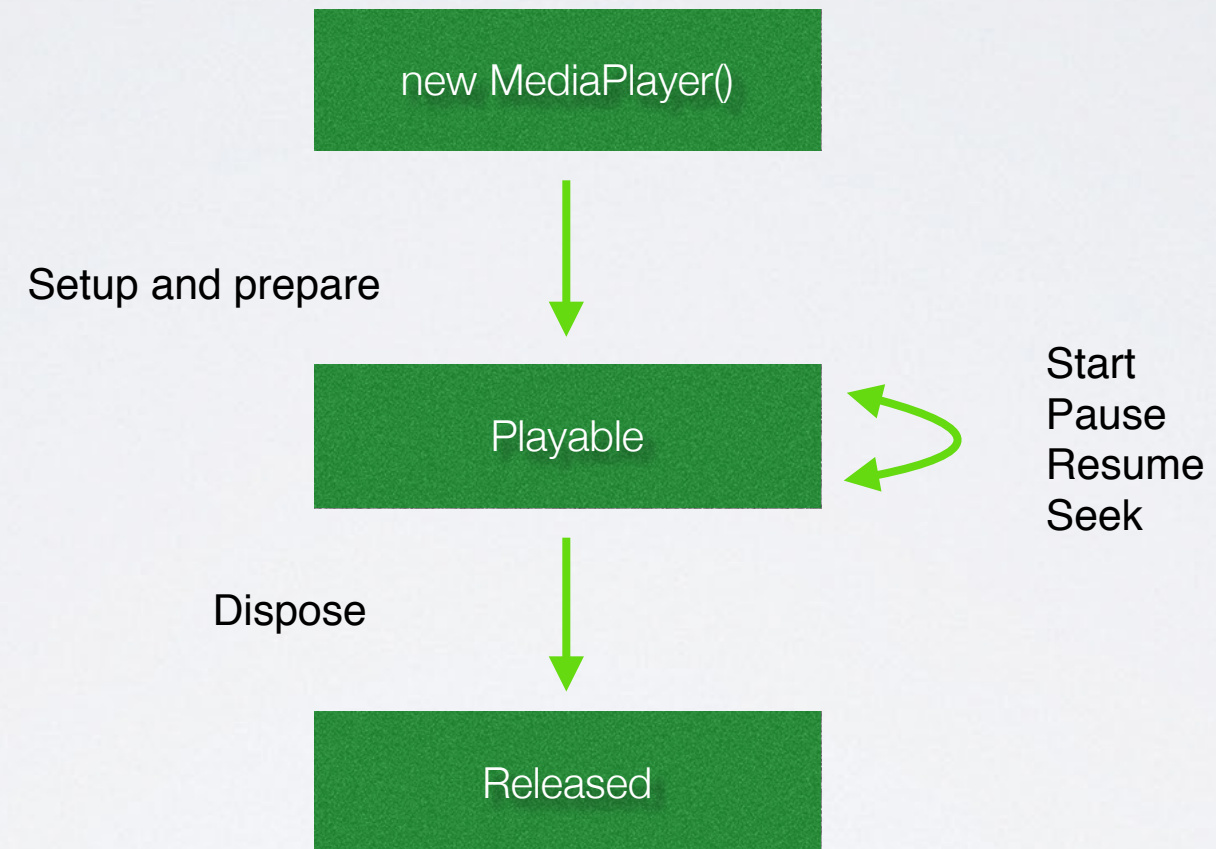 new MediaPlayer()
Setup and prepare
Playable
Start
Pause
Resume
Seek
Dispose
Released